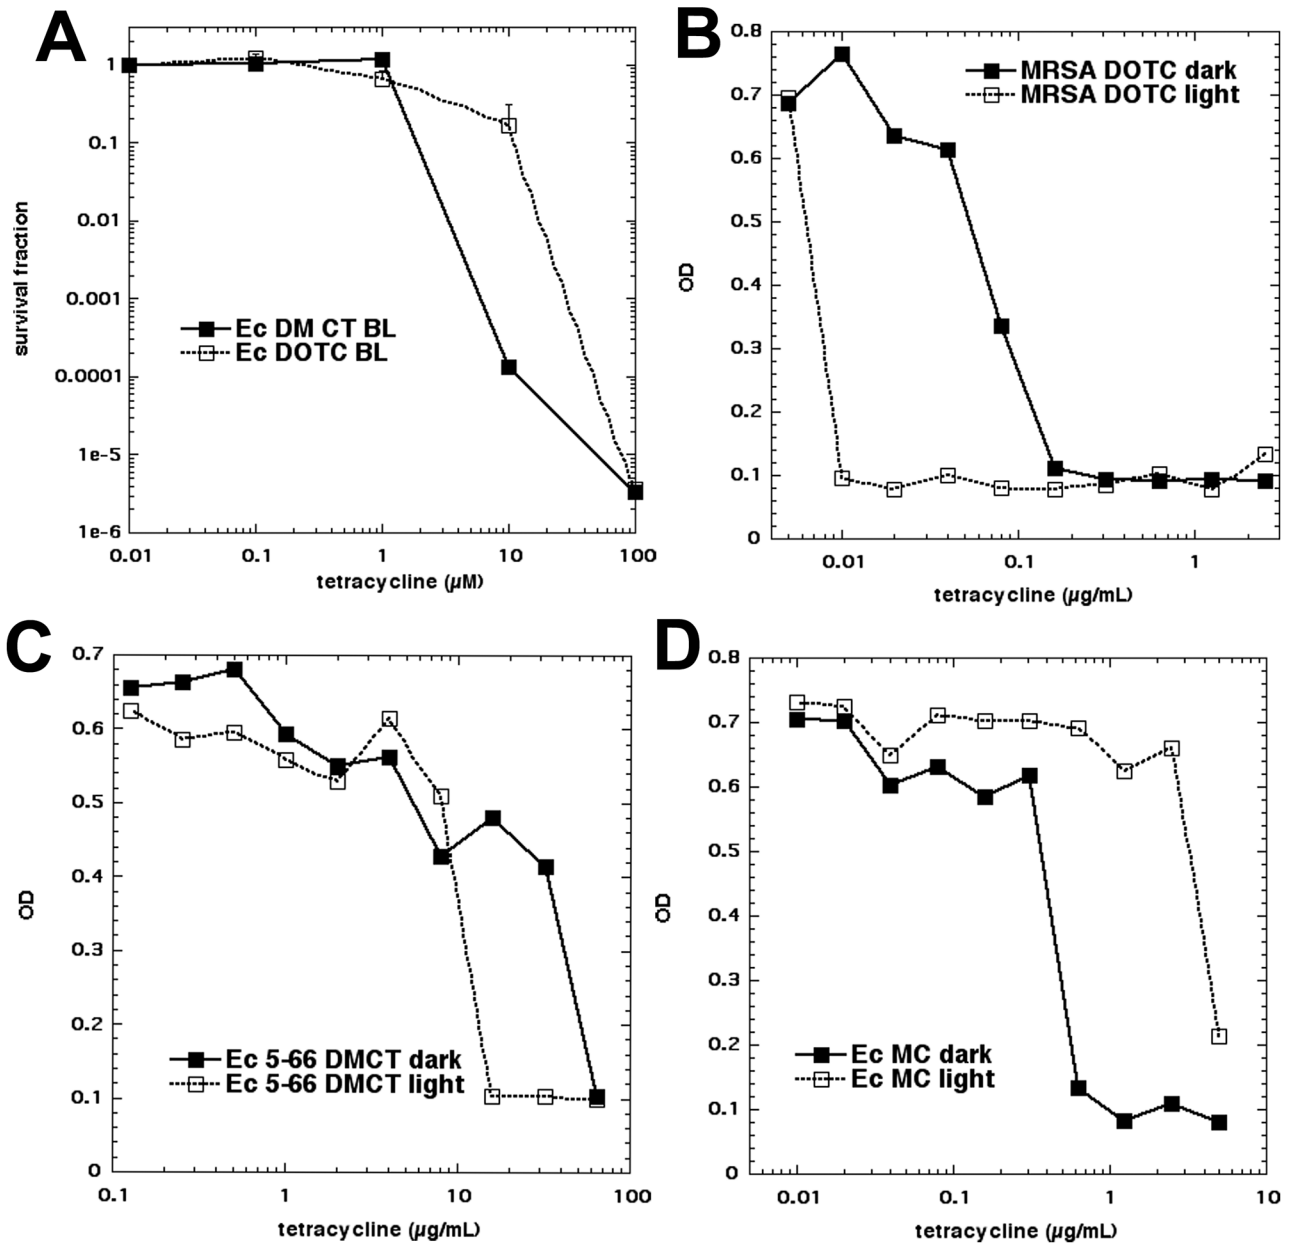 A
survival fraction
1
0.1
0.01
0.001
0.0001
1e-5
1e-6
Ec DM CT BL
Ec DOTC BL
0.01 0.1 1 10 100
tetracycline (µM)
B
OD
0.8
0.7
0.6
0.5
0.4
0.3
0.2
0.1
0
MRSA DOTC dark
MRSA DOTC light
0.01 0.1 1
tetracycline (µg/mL)
C
OD
0.7
0.6
0.5
0.4
0.3
0.2
0.1
0
Ec 5-66 DMCT dark
Ec 5-66 DMCT light
0.1 1 10 100
tetracycline (µg/mL)
D
OD
0.8
0.7
0.6
0.5
0.4
0.3
0.2
0.1
0
Ec MC dark
Ec MC light
0.01 0.1 1 10
tetracycline (µg/mL)